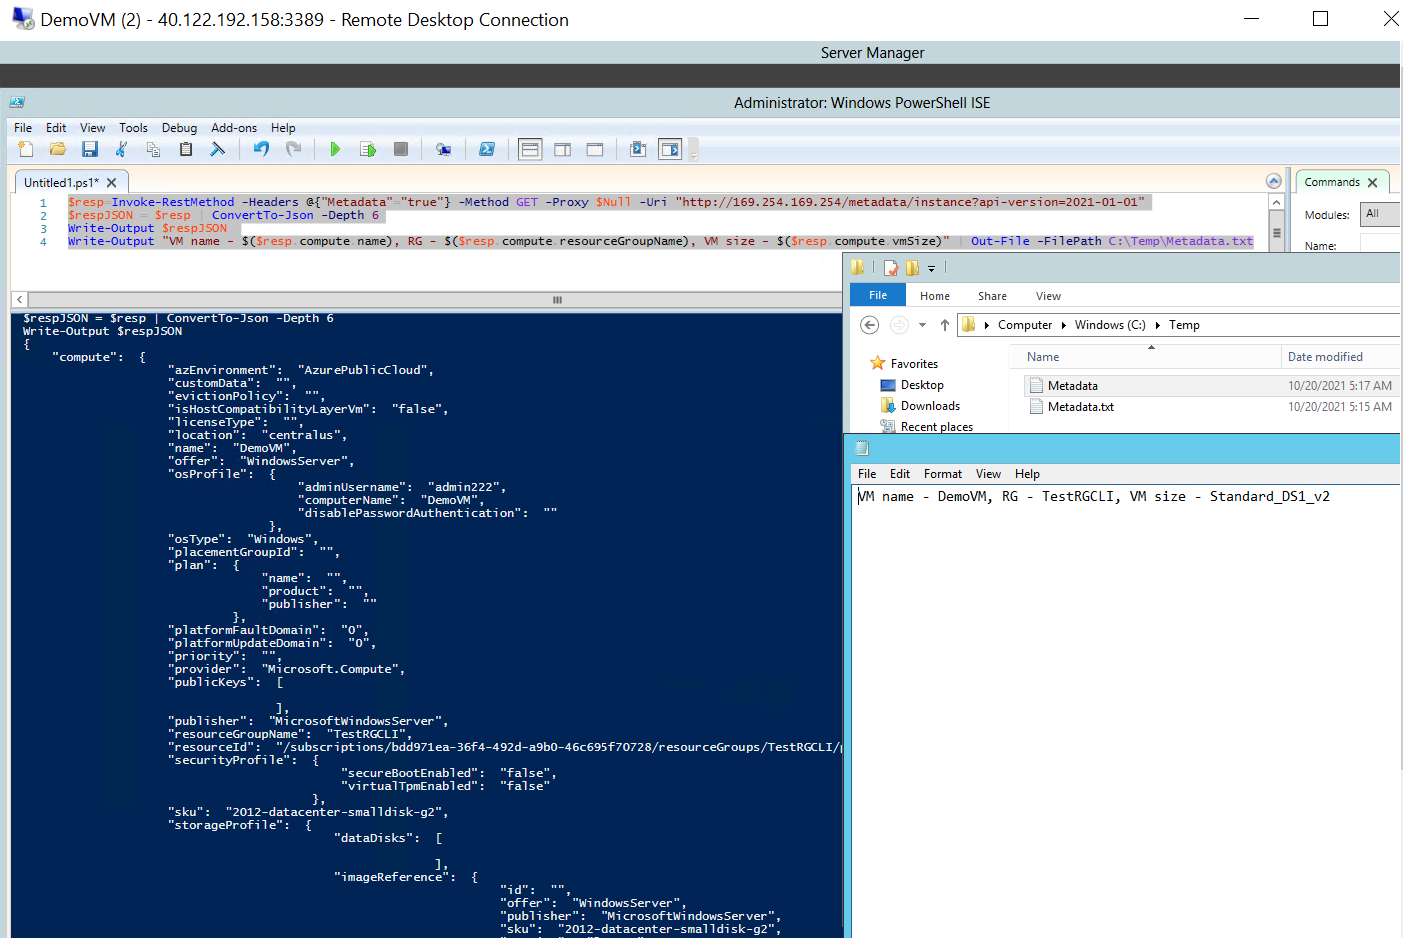 DemoVM (2) - 40.122.192.158:3389 - Remote Desktop Connection
Server Manager
Administrator: Windows PowerShell ISE
File Edit View Tools Debug Add-ons Help
Untitled1.ps1* X
1 $resp=Invoke-RestMethod -Headers @{"Metadata"="true"} -Method GET -Proxy $Null -Uri "http://169.254.169.254/metadata/instance?api-version=2021-01-01"
2 $respJSON = $resp | ConvertTo-Json -Depth 6
3 Write-Output $respJSON
4 Write-Output "VM name - $($resp.compute.name), RG - $($resp.compute.resourceGroupName), VM size - $($resp.compute.vmSize)" | Out-File -FilePath C:\Temp\Metadata.txt
Commands X
Modules: All
Name:
$respJSON = $resp | ConvertTo-Json -Depth 6
Write-Output $respJSON
{
"compute": {
"azEnvironment": "AzurePublicCloud",
"customData": "",
"evictionPolicy": "",
"isHostCompatibilityLayerVm": "false",
"licenseType": "",
"location": "centralus",
"name": "DemoVM",
"offer": "WindowsServer",
"osProfile": {
"adminUsername": "admin222",
"computerName": "DemoVM",
"disablePasswordAuthentication": ""
},
"osType": "Windows",
"placementGroupId": "",
"plan": {
"name": "",
"product": "",
"publisher": ""
},
"platformFaultDomain": "0",
"platformUpdateDomain": "0",
"priority": "",
"provider": "Microsoft.Compute",
"publicKeys": [
],
"publisher": "MicrosoftWindowsServer",
"resourceGroupName": "TestRGCLI",
"resourceId": "/subscriptions/bdd971ea-36f4-492d-a9b0-46c695f70728/resourceGroups/TestRGCLI/
"securityProfile": {
"secureBootEnabled": "false",
"virtualTpmEnabled": "false"
},
"sku": "2012-datacenter-smalldisk-g2",
"storageProfile": {
"dataDisks": [
],
"imageReference": {
"id": "",
"offer": "WindowsServer",
"publisher": "MicrosoftWindowsServer",
"sku": "2012-datacenter-smalldisk-g2",
File Home Share View
Computer Windows (C:) Temp
Name Date modified
Favorites
Desktop
Downloads
Recent places
Metadata 10/20/2021 5:17 AM
Metadata.txt 10/20/2021 5:15 AM
File Edit Format View Help
VM name - DemoVM, RG - TestRGCLI, VM size - Standard_DS1_v2